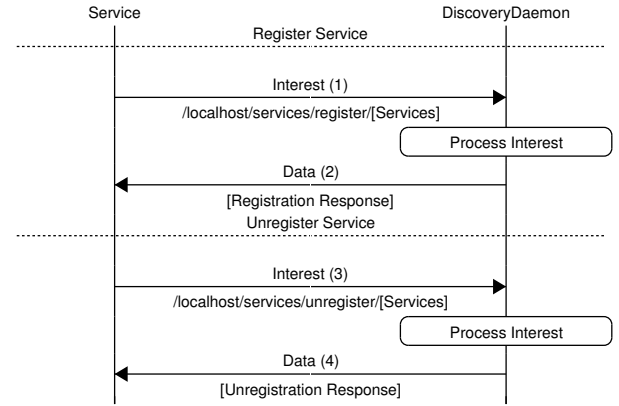 Service
DiscoveryDaemon
Register Service
Interest (1)
/localhost/services/register/[Services]
Process Interest
Data (2)
[Registration Response]
Unregister Service
Interest (3)
/localhost/services/unregister/[Services]
Process Interest
Data (4)
[Unregistration Response]